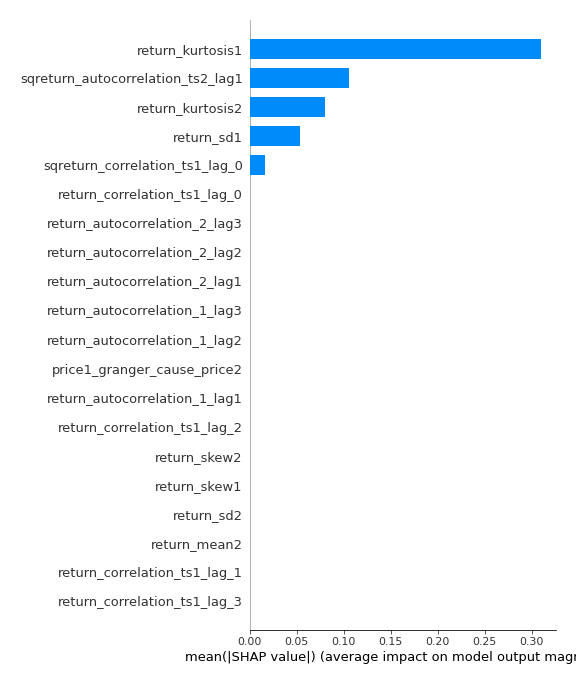 return_kurtosis1
sqreturn_autocorrelation_ts2_lag1
return_kurtosis2
return_sd1
sqreturn_correlation_ts1_lag_0
return_correlation_ts1_lag_0
return_autocorrelation_2_lag3
return_autocorrelation_2_lag2
return_autocorrelation_2_lag1
return_autocorrelation_1_lag3
return_autocorrelation_1_lag2
price1_granger_cause_price2
return_autocorrelation_1_lag1
return_correlation_ts1_lag_2
return_skew2
return_skew1
return_sd2
return_mean2
return_correlation_ts1_lag_1
return_correlation_ts1_lag_3
0.00 0.05 0.10 0.15 0.20 0.25 0.30
mean(|SHAP value|) (average impact on model output magn